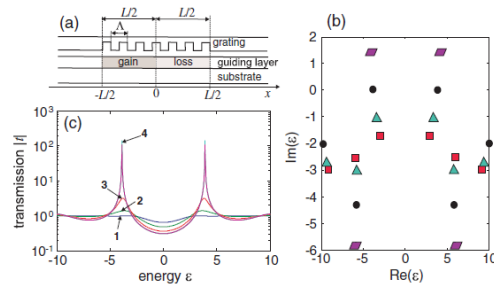 (a)
L/2 L/2
Λ
grating
gain loss guiding layer
substrate
-L/2 0 L/2 x
(b)
2
1
0
-1
-2
-3
-4
-5
-6
-10 -5 0 5 10
Im(ε)
Re(ε)
(c)
10³
10²
10¹
10⁰
10⁻¹
-10 -5 0 5 10
transmission |t|
energy ε
4
3
2
1